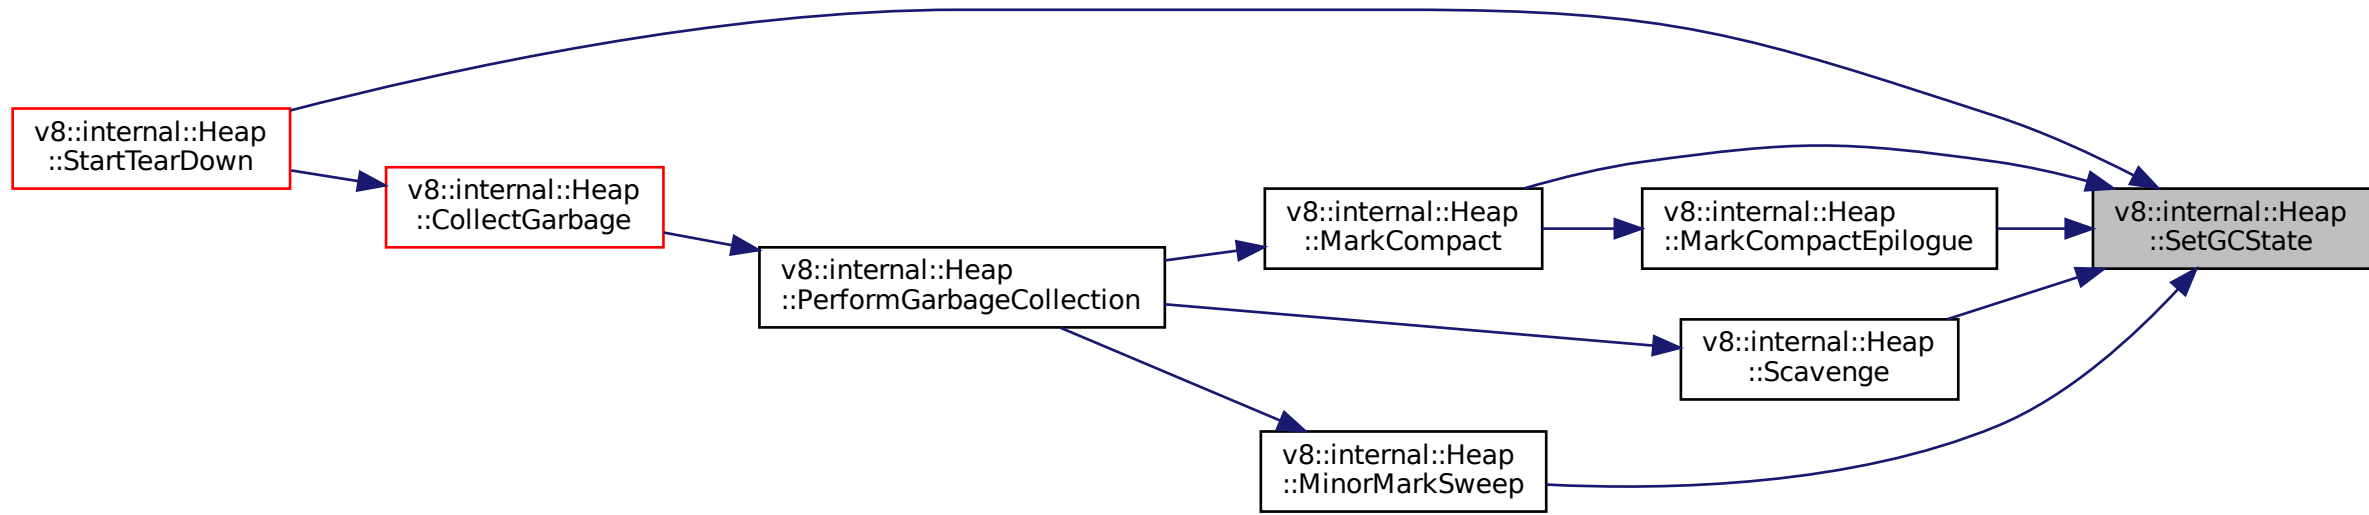 v8::internal::Heap
::StartTearDown
v8::internal::Heap
::CollectGarbage
v8::internal::Heap
::PerformGarbageCollection
v8::internal::Heap
::MarkCompact
v8::internal::Heap
::MarkCompactEpilogue
v8::internal::Heap
::SetGCState
v8::internal::Heap
::Scavenge
v8::internal::Heap
::MinorMarkSweep